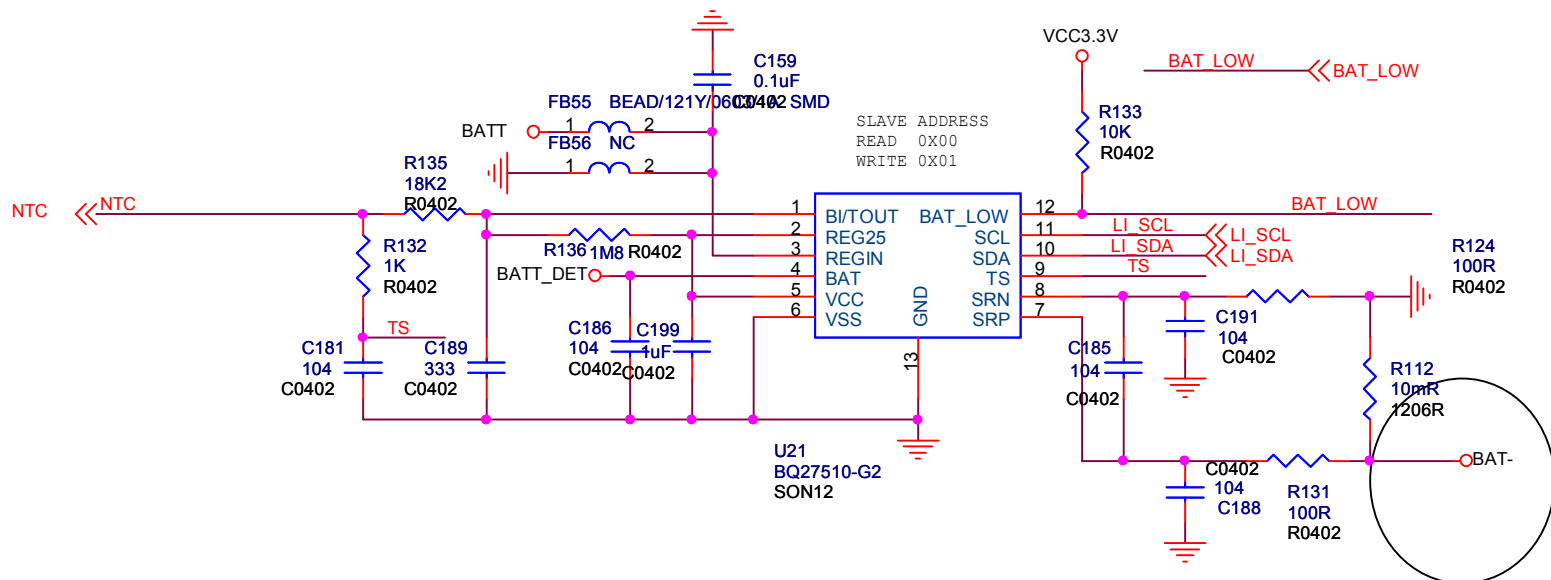 VCC3.3V
BAT_LOW
BAT_LOW
C159
0.1uF
C0402
FB55
BEAD/121Y/0603/1A SMD
BATT
1
2
FB56
NC
1
2
SLAVE ADDRESS
READ 0X00
WRITE 0X01
R133
10K
R0402
NTC
NTC
R135
18K2
R0402
R132
1K
R0402
R136
1M8
R0402
BATT_DET
1
BI/TOUT
2
REG25
3
REGIN
4
BAT
5
VCC
6
VSS
GND
13
BAT_LOW
12
SCL
11
SDA
10
TS
9
SRN
8
SRP
7
BAT_LOW
LI_SCL
LI_SCL
LI_SDA
LI_SDA
TS
R124
100R
R0402
TS
C181
104
C0402
C189
333
C0402
C186
104
C0402
C199
1uF
C0402
C185
104
C0402
C191
104
C0402
R112
10mR
1206R
U21
BQ27510-G2
SON12
C0402
104
C188
R131
100R
R0402
BAT-